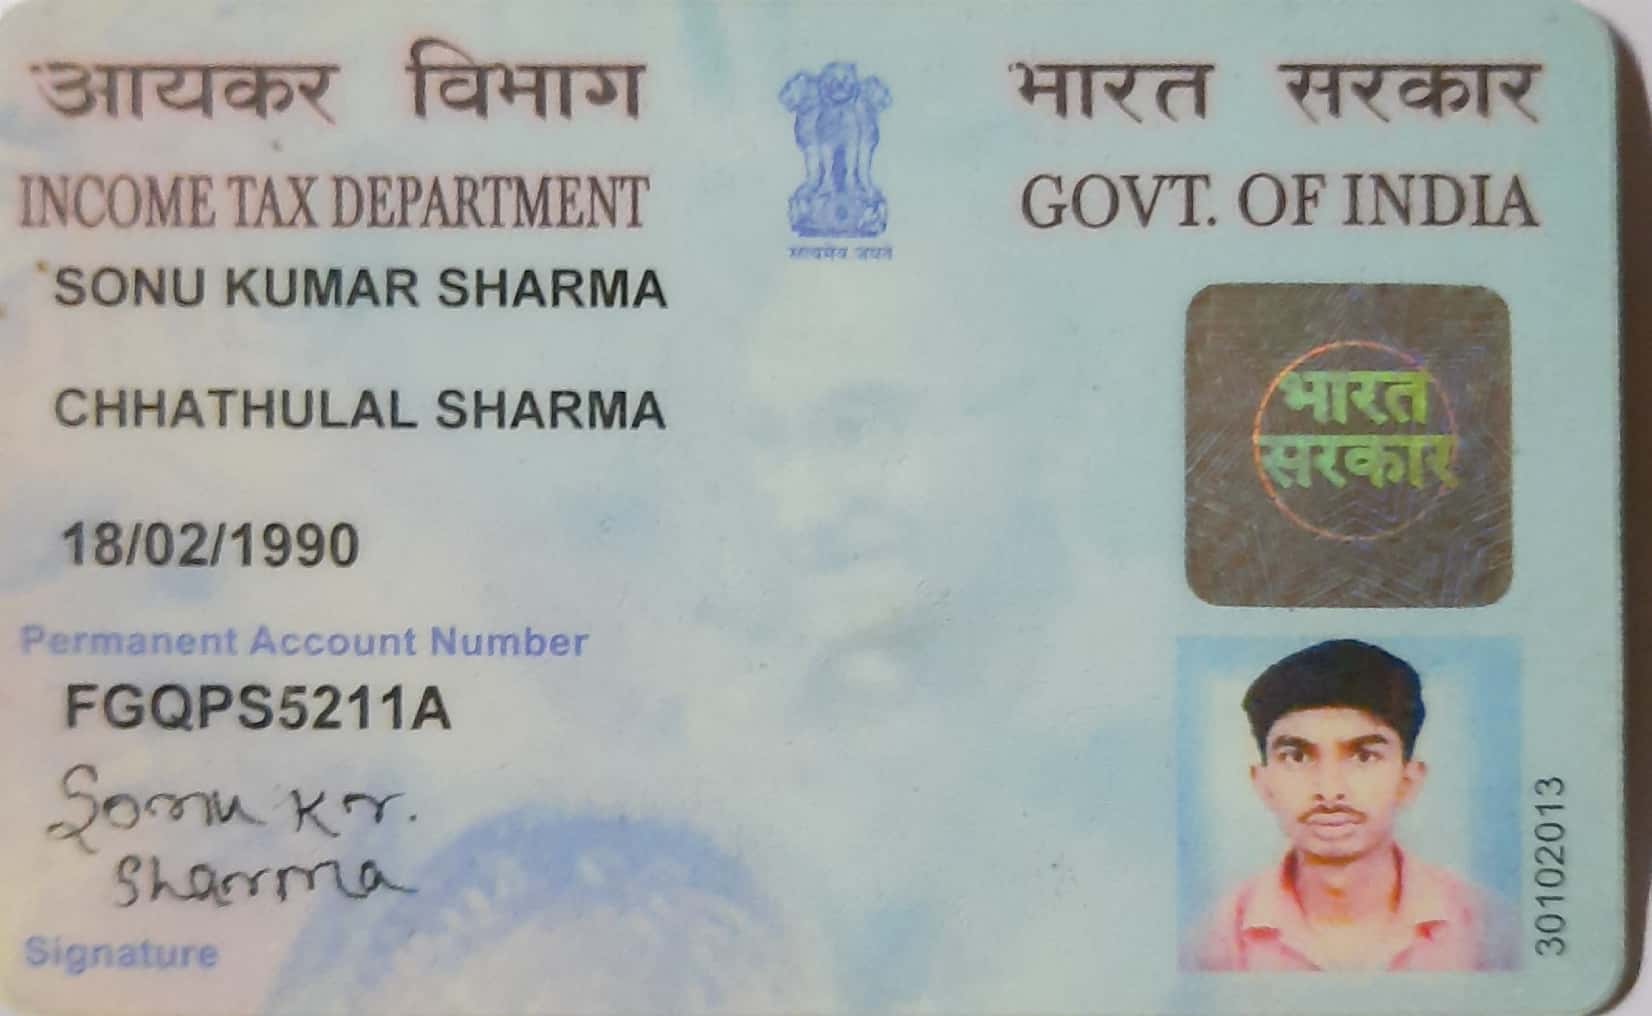 आयकर विभाग
INCOME TAX DEPARTMENT
सत्यमेव जयते
भारत सरकार
GOVT. OF INDIA
SONU KUMAR SHARMA
CHHATHULAL SHARMA
18/02/1990
Permanent Account Number
FGQPS5211A
Sonu Kr.
Sharma
Signature
भारत
सरकार
30102013